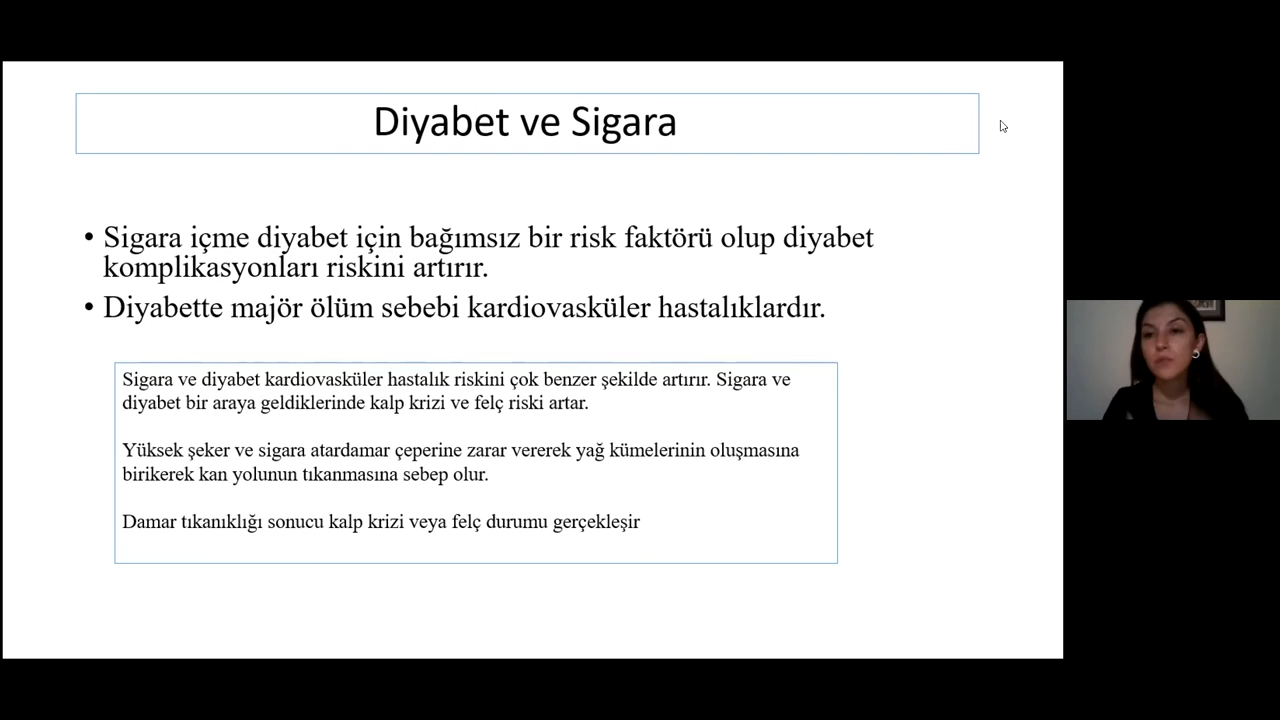 Diyabet ve Sigara
• Sigara içme diyabet için bağımsız bir risk faktörü olup diyabet
komplikasyonları riskini artırır.
• Diyabette majör ölüm sebebi kardiovasküler hastalıklardır.
Sigara ve diyabet kardiovasküler hastalık riskini çok benzer şekilde artırır. Sigara ve
diyabet bir araya geldiklerinde kalp krizi ve felç riski artar.
Yüksek şeker ve sigara atardamar çeperine zarar vererek yağ kümelerinin oluşmasına
birikerek kan yolunun tıkanmasına sebep olur.
Damar tıkanıklığı sonucu kalp krizi veya felç durumu gerçekleşir